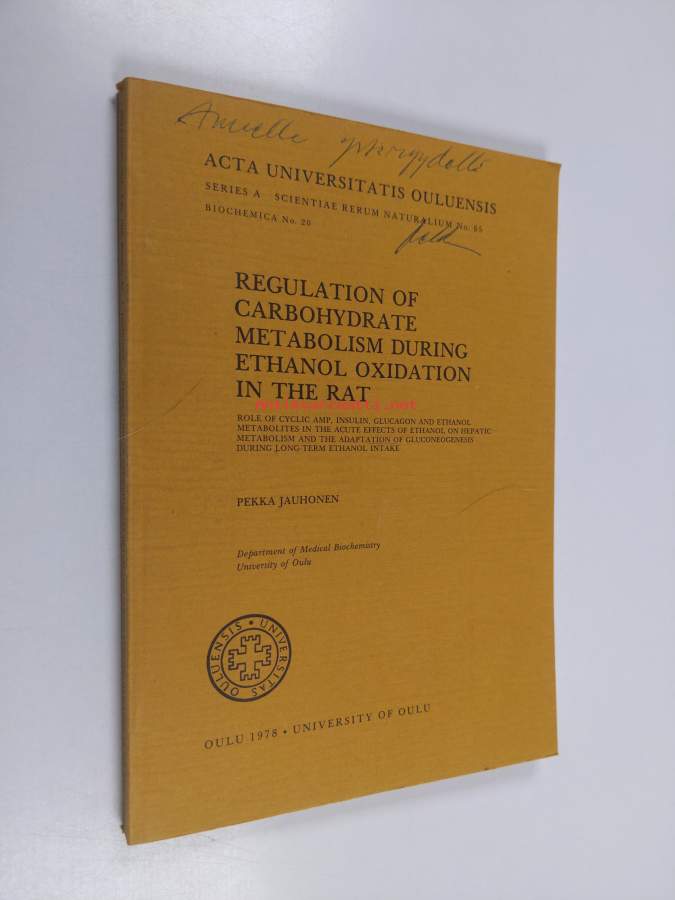 ACTA UNIVERSITATIS OULUENSIS
SERIES A SCIENTIAE RERUM NATURALIUM No. 65
BIOCHEMICA No. 20
REGULATION OF
CARBOHYDRATE
METABOLISM DURING
ETHANOL OXIDATION
IN THE RAT
ROLE OF CYCLIC AMP, INSULIN, GLUCAGON AND ETHANOL
METABOLITES IN THE ACUTE EFFECTS OF ETHANOL ON HEPATIC
METABOLISM AND THE ADAPTATION OF GLUCONEOGENESIS
DURING LONG-TERM ETHANOL INTAKE
PEKKA JAUHONEN
Department of Medical Biochemistry
University of Oulu
UNIVERSITAS • OULUENSIS •
OULU 1978 • UNIVERSITY OF OULU